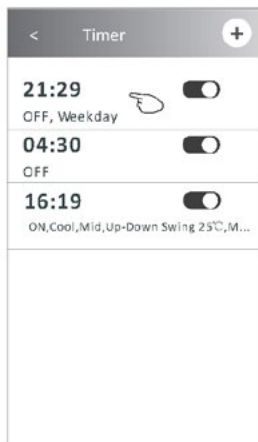 < Timer +
21:29
OFF, Weekday
04:30
OFF
16:19
ON,Cool,Mid,Up-Down Swing 25℃,M...